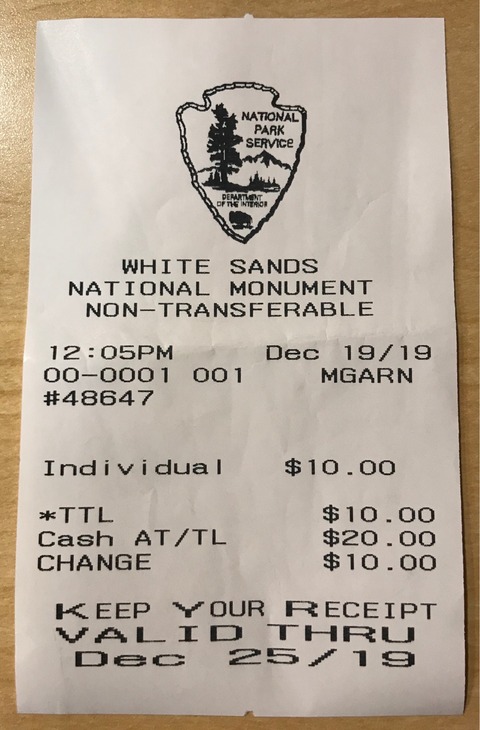 NATIONAL
PARK
SERVICE
DEPARTMENT
OF THE INTERIOR
WHITE SANDS
NATIONAL MONUMENT
NON-TRANSFERABLE
12:05PM Dec 19/19
00-0001 001 MGARN
#48647
Individual $10.00
*TTL $10.00
Cash AT/TL $20.00
CHANGE $10.00
KEEP YOUR RECEIPT
VALID THRU
Dec 25/19